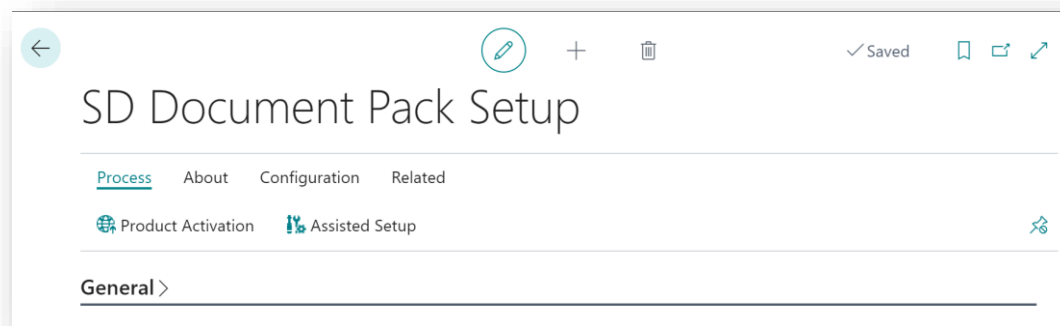 Saved
SD Document Pack Setup
Process About Configuration Related
Product Activation Assisted Setup
General